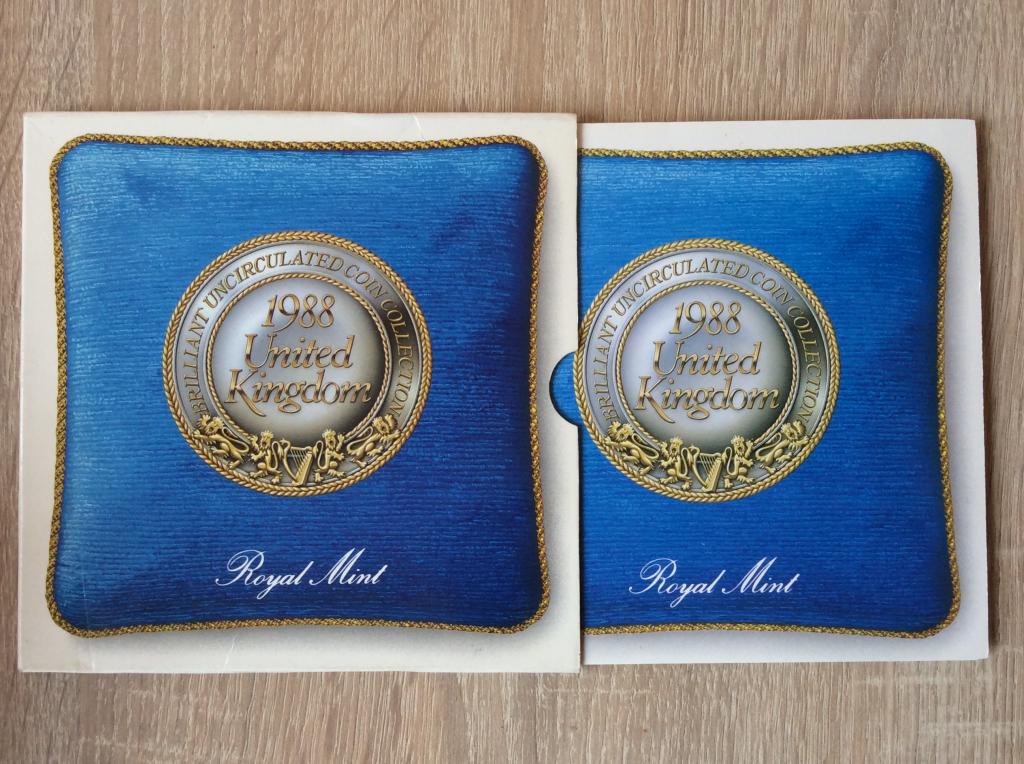 BRILLIANT UNCIRCULATED COIN COLLECTION
1988
United
Kingdom
Royal Mint
BRILLIANT UNCIRCULATED COIN COLLECTION
1988
United
Kingdom
Royal Mint